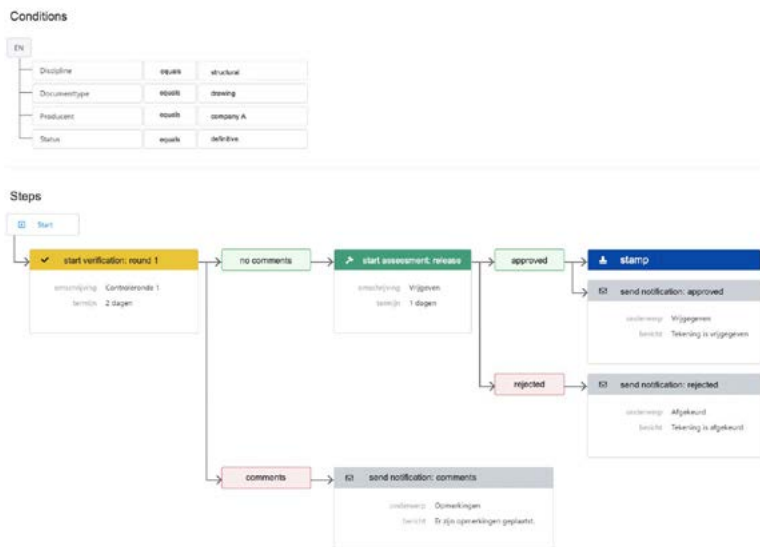 Conditions
EN
Discipline equals structural
Documenttype equals drawing
Producent equals company A
Status equals definitive
Steps
Start
start verification: round 1
omschrijving Controleronde 1
termijn 2 dagen
no comments
start assessment: release
omschrijving Vrijgeven
termijn 1 dagen
approved
stamp
send notification: approved
onderwerp Vrijgegeven
bericht Tekening is vrijgegeven
rejected
send notification: rejected
onderwerp Afgekeurd
bericht Tekening is afgekeurd
comments
send notification: comments
onderwerp Opmerkingen
bericht Er zijn opmerkingen geplaatst.